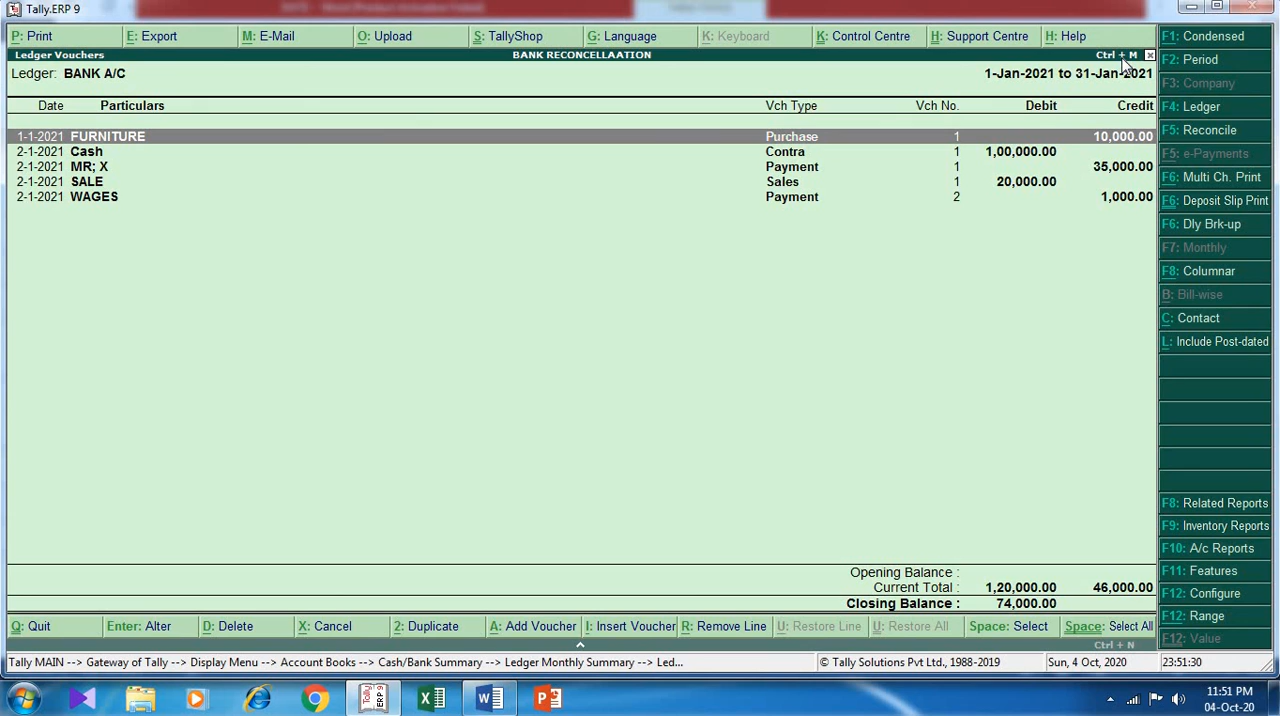 Tally.ERP 9
P: Print E: Export M: E-Mail O: Upload S: TallyShop G: Language K: Keyboard K: Control Centre H: Support Centre H: Help
Ledger Vouchers BANK RECONCELLAATION Ctrl + M
Ledger: BANK A/C 1-Jan-2021 to 31-Jan-2021
Date Particulars Vch Type Vch No. Debit Credit
1-1-2021 FURNITURE Purchase 1 10,000.00
2-1-2021 Cash Contra 1 1,00,000.00
2-1-2021 MR; X Payment 1 35,000.00
2-1-2021 SALE Sales 1 20,000.00
2-1-2021 WAGES Payment 2 1,000.00
Opening Balance :
Current Total : 1,20,000.00 46,000.00
Closing Balance : 74,000.00
Q: Quit Enter: Alter D: Delete X: Cancel 2: Duplicate A: Add Voucher I: Insert Voucher R: Remove Line U: Restore Line U: Restore All Space: Select Space: Select All
Ctrl + N
Tally MAIN --> Gateway of Tally --> Display Menu --> Account Books --> Cash/Bank Summary --> Ledger Monthly Summary --> Led... © Tally Solutions Pvt Ltd., 1988-2019 Sun, 4 Oct, 2020 23:51:30
F1: Condensed
F2: Period
F3: Company
F4: Ledger
F5: Reconcile
F5: e-Payments
F6: Multi Ch. Print
F6: Deposit Slip Print
F6: Dly Brk-up
F7: Monthly
F8: Columnar
B: Bill-wise
C: Contact
L: Include Post-dated
F8: Related Reports
F9: Inventory Reports
F10: A/c Reports
F11: Features
F12: Configure
F12: Range
F12: Value
11:51 PM
04-Oct-20